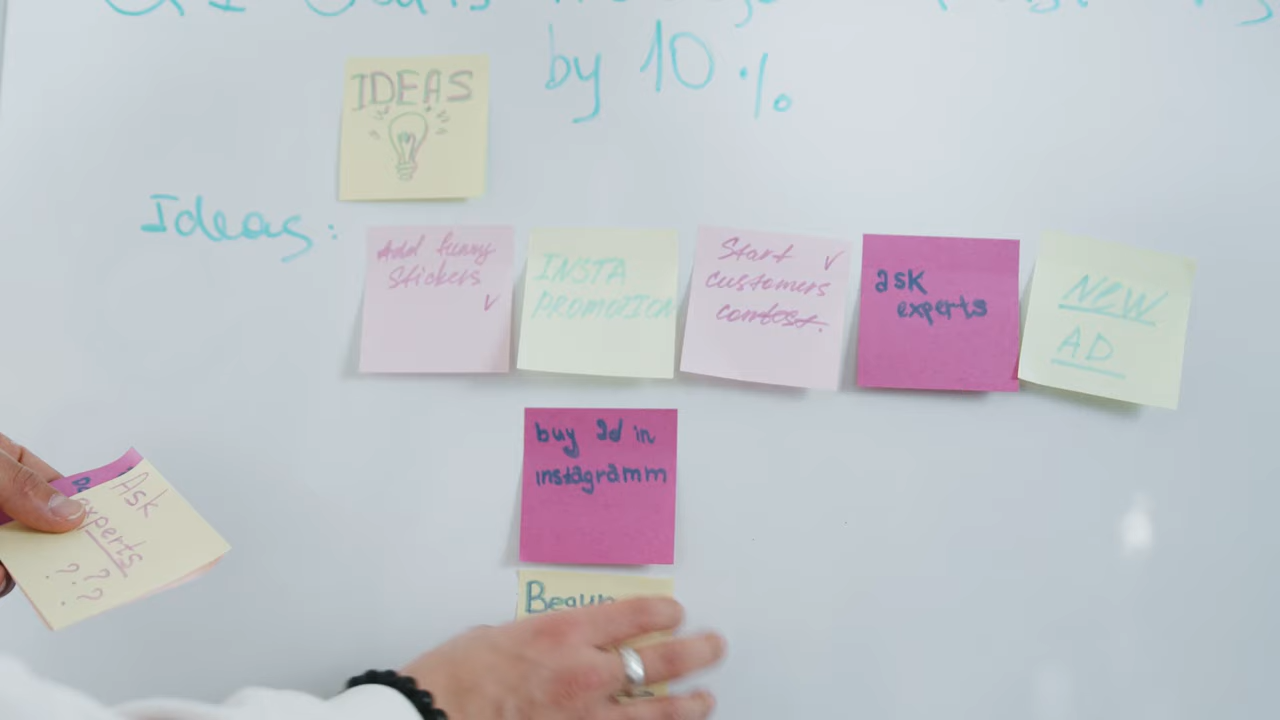 by 10 %
IDEAS
Ideas:
Add funny
stickers
v
INSTA
PROMOTION
Start v
customers
contest.
ask
experts
NEW
AD
buy ad in
instagramm
Ask
experts
???